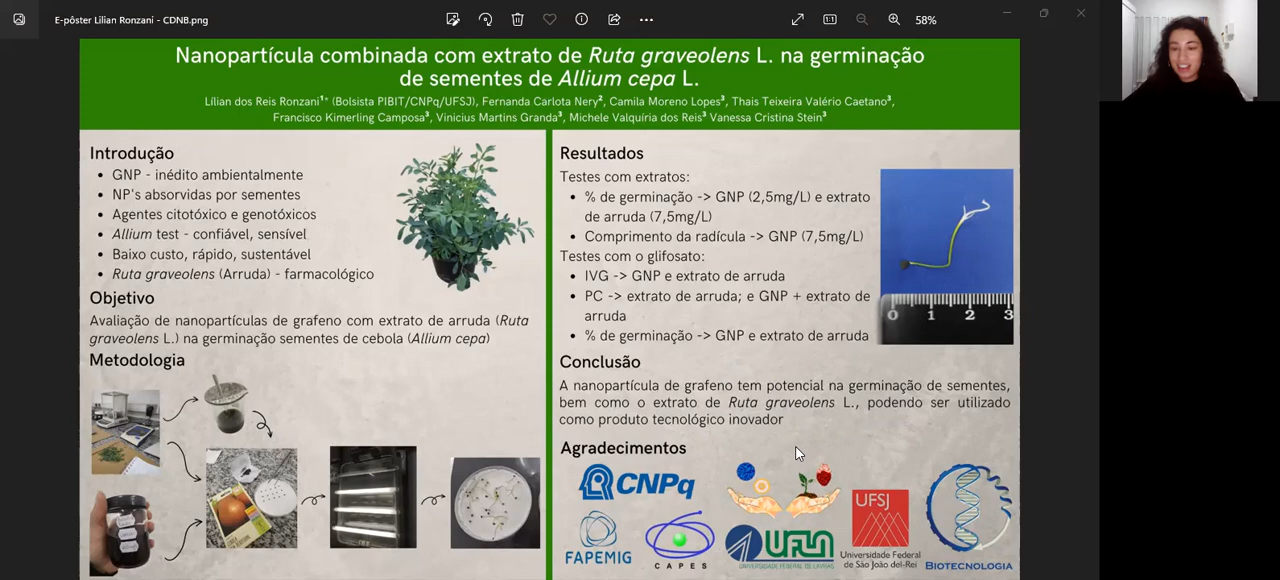 E-pôster Lilian Ronzani - CDNB.png
58%
Nanopartícula combinada com extrato de Ruta graveolens L. na germinação
de sementes de Allium cepa L.
Lílian dos Reis Ronzani¹* (Bolsista PIBIT/CNPq/UFSJ), Fernanda Carlota Nery², Camila Moreno Lopes³, Thais Teixeira Valério Caetano³,
Francisco Kimerling Camposa³, Vinicius Martins Granda³, Michele Valquíria dos Reis³ Vanessa Cristina Stein³
Introdução
• GNP - inédito ambientalmente
• NP's absorvidas por sementes
• Agentes citotóxico e genotóxicos
• Allium test - confiável, sensível
• Baixo custo, rápido, sustentável
• Ruta graveolens (Arruda) - farmacológico
Objetivo
Avaliação de nanopartículas de grafeno com extrato de arruda (Ruta
graveolens L.) na germinação sementes de cebola (Allium cepa)
Metodologia
Resultados
Testes com extratos:
• % de germinação -> GNP (2,5mg/L) e extrato
de arruda (7,5mg/L)
• Comprimento da radícula -> GNP (7,5mg/L)
Testes com o glifosato:
• IVG -> GNP e extrato de arruda
• PC -> extrato de arruda; e GNP + extrato de
arruda
• % de germinação -> GNP e extrato de arruda
0 1 2 3
Conclusão
A nanopartícula de grafeno tem potencial na germinação de sementes,
bem como o extrato de Ruta graveolens L., podendo ser utilizado
como produto tecnológico inovador
Agradecimentos
CNPq
FAPEMIG
CAPES
UFLA
UNIVERSIDADE FEDERAL DE LAVRAS
UFSJ
Universidade Federal
de São João del-Rei
BIOTECNOLOGIA